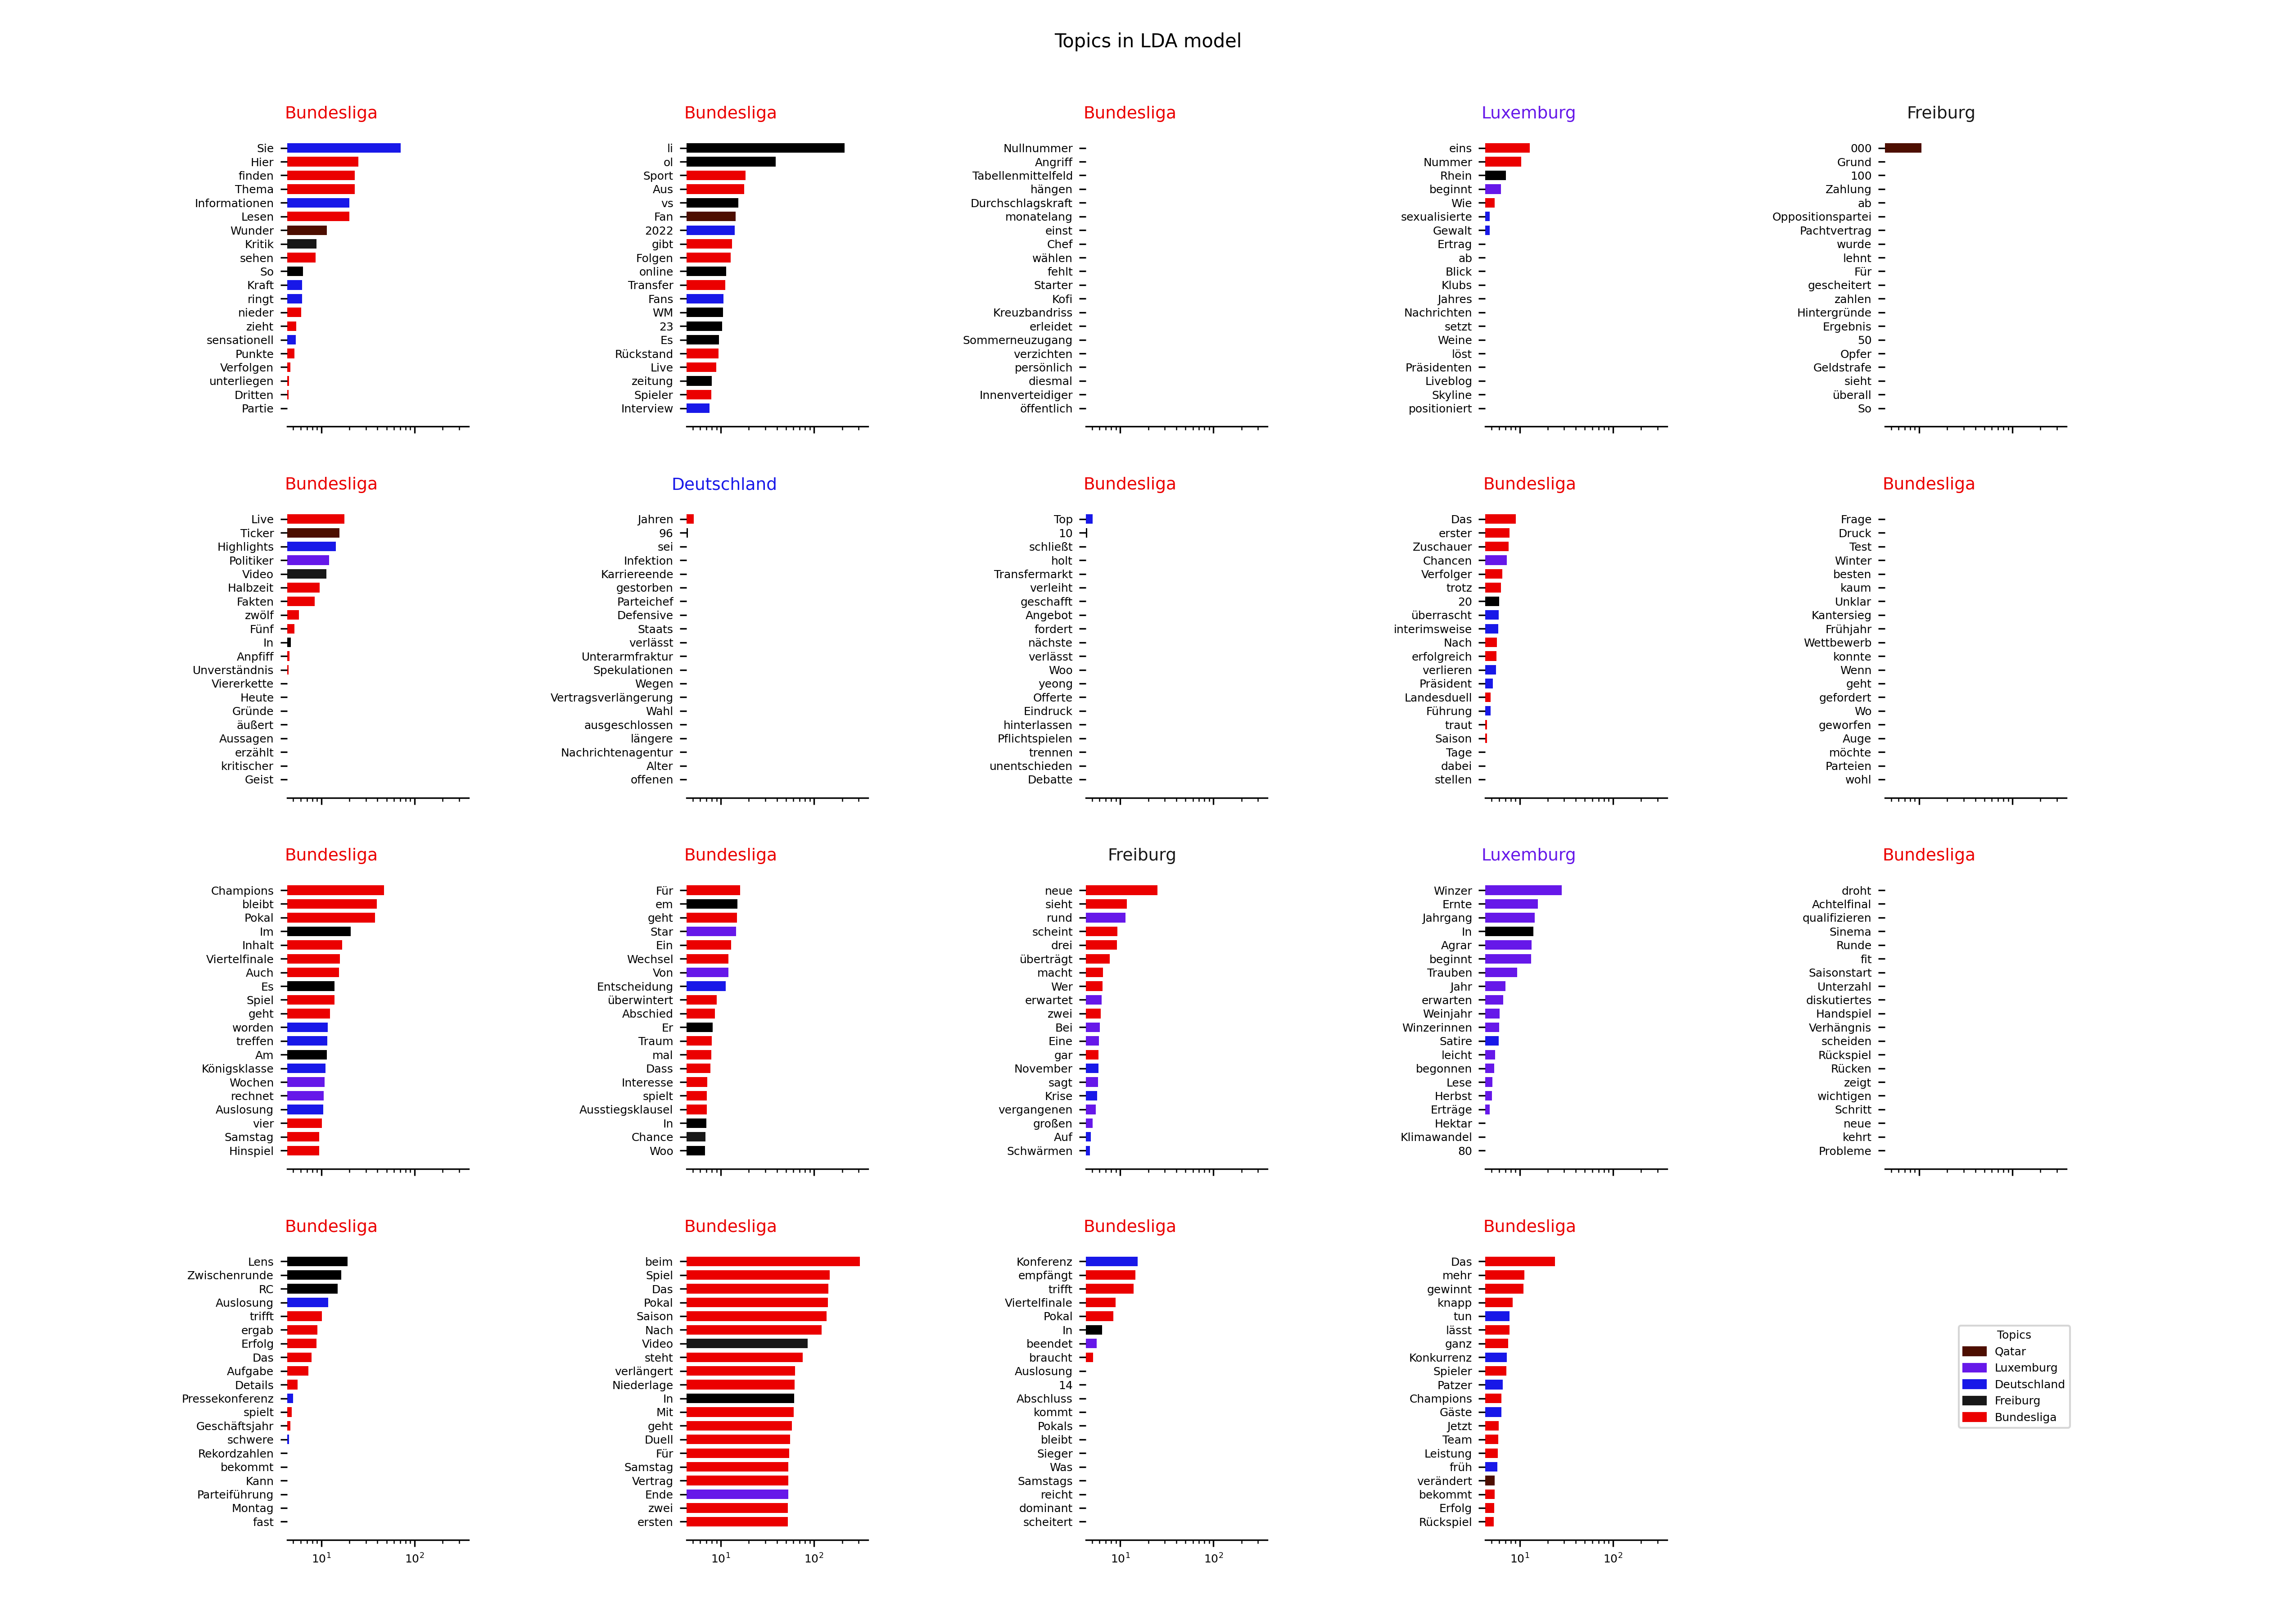 Topics in LDA model
Bundesliga
Sie
Hier
finden
Thema
Informationen
Lesen
Wunder
Kritik
sehen
So
Kraft
ringt
nieder
zieht
sensationell
Punkte
Verfolgen
unterliegen
Dritten
Partie
Bundesliga
li
ol
Sport
Aus
vs
Fan
2022
gibt
Folgen
online
Transfer
Fans
WM
23
Es
Rückstand
Live
zeitung
Spieler
Interview
Bundesliga
Nullnummer
Angriff
Tabellenmittelfeld
hängen
Durchschlagskraft
monatelang
einst
Chef
wählen
fehlt
Starter
Kofi
Kreuzbandriss
erleidet
Sommerneuzugang
verzichten
persönlich
diesmal
Innenverteidiger
öffentlich
Luxemburg
eins
Nummer
Rhein
beginnt
Wie
sexualisierte
Gewalt
Ertrag
ab
Blick
Klubs
Jahres
Nachrichten
setzt
Weine
löst
Präsidenten
Liveblog
Skyline
positioniert
Freiburg
000
Grund
100
Zahlung
ab
Oppositionspartei
Pachtvertrag
wurde
lehnt
Für
gescheitert
zahlen
Hintergründe
Ergebnis
50
Opfer
Geldstrafe
sieht
überall
So
Bundesliga
Live
Ticker
Highlights
Politiker
Video
Halbzeit
Fakten
zwölf
Fünf
In
Anpfiff
Unverständnis
Viererkette
Heute
Gründe
äußert
Aussagen
erzählt
kritischer
Geist
Deutschland
Jahren
96
sei
Infektion
Karriereende
gestorben
Parteichef
Defensive
Staats
verlässt
Unterarmfraktur
Spekulationen
Wegen
Vertragsverlängerung
Wahl
ausgeschlossen
längere
Nachrichtenagentur
Alter
offenen
Bundesliga
Top
10
schließt
holt
Transfermarkt
verleiht
geschafft
Angebot
fordert
nächste
verlässt
Woo
yeong
Offerte
Eindruck
hinterlassen
Pflichtspielen
trennen
unentschieden
Debatte
Bundesliga
Das
erster
Zuschauer
Chancen
Verfolger
trotz
20
überrascht
interimsweise
Nach
erfolgreich
verlieren
Präsident
Landesduell
Führung
traut
Saison
Tage
dabei
stellen
Bundesliga
Frage
Druck
Test
Winter
besten
kaum
Unklar
Kantersieg
Frühjahr
Wettbewerb
konnte
Wenn
geht
gefordert
Wo
geworfen
Auge
möchte
Parteien
wohl
Bundesliga
Champions
bleibt
Pokal
Im
Inhalt
Viertelfinale
Auch
Es
Spiel
geht
worden
treffen
Am
Königsklasse
Wochen
rechnet
Auslosung
vier
Samstag
Hinspiel
Bundesliga
Für
em
geht
Star
Ein
Wechsel
Von
Entscheidung
überwintert
Abschied
Er
Traum
mal
Dass
Interesse
spielt
Ausstiegsklausel
In
Chance
Woo
Freiburg
neue
sieht
rund
scheint
drei
überträgt
macht
Wer
erwartet
zwei
Bei
Eine
gar
November
sagt
Krise
vergangenen
großen
Auf
Schwärmen
Luxemburg
Winzer
Ernte
Jahrgang
In
Agrar
beginnt
Trauben
Jahr
erwarten
Weinjahr
Winzerinnen
Satire
leicht
begonnen
Lese
Herbst
Erträge
Hektar
Klimawandel
80
Bundesliga
droht
Achtelfinal
qualifizieren
Sinema
Runde
fit
Saisonstart
Unterzahl
diskutiertes
Handspiel
Verhängnis
scheiden
Rückspiel
Rücken
zeigt
wichtigen
Schritt
neue
kehrt
Probleme
Bundesliga
Lens
Zwischenrunde
RC
Auslosung
trifft
ergab
Erfolg
Das
Aufgabe
Details
Pressekonferenz
spielt
Geschäftsjahr
schwere
Rekordzahlen
bekommt
Kann
Parteiführung
Montag
fast
10¹ 10²
Bundesliga
beim
Spiel
Das
Pokal
Saison
Nach
Video
steht
verlängert
Niederlage
In
Mit
geht
Duell
Für
Samstag
Vertrag
Ende
zwei
ersten
10¹ 10²
Bundesliga
Konferenz
empfängt
trifft
Viertelfinale
Pokal
In
beendet
braucht
Auslosung
14
Abschluss
kommt
Pokals
bleibt
Sieger
Was
Samstags
reicht
dominant
scheitert
10¹ 10²
Bundesliga
Das
mehr
gewinnt
knapp
tun
lässt
ganz
Konkurrenz
Spieler
Patzer
Champions
Gäste
Jetzt
Team
Leistung
früh
verändert
bekommt
Erfolg
Rückspiel
10¹ 10²
Topics
Qatar
Luxemburg
Deutschland
Freiburg
Bundesliga